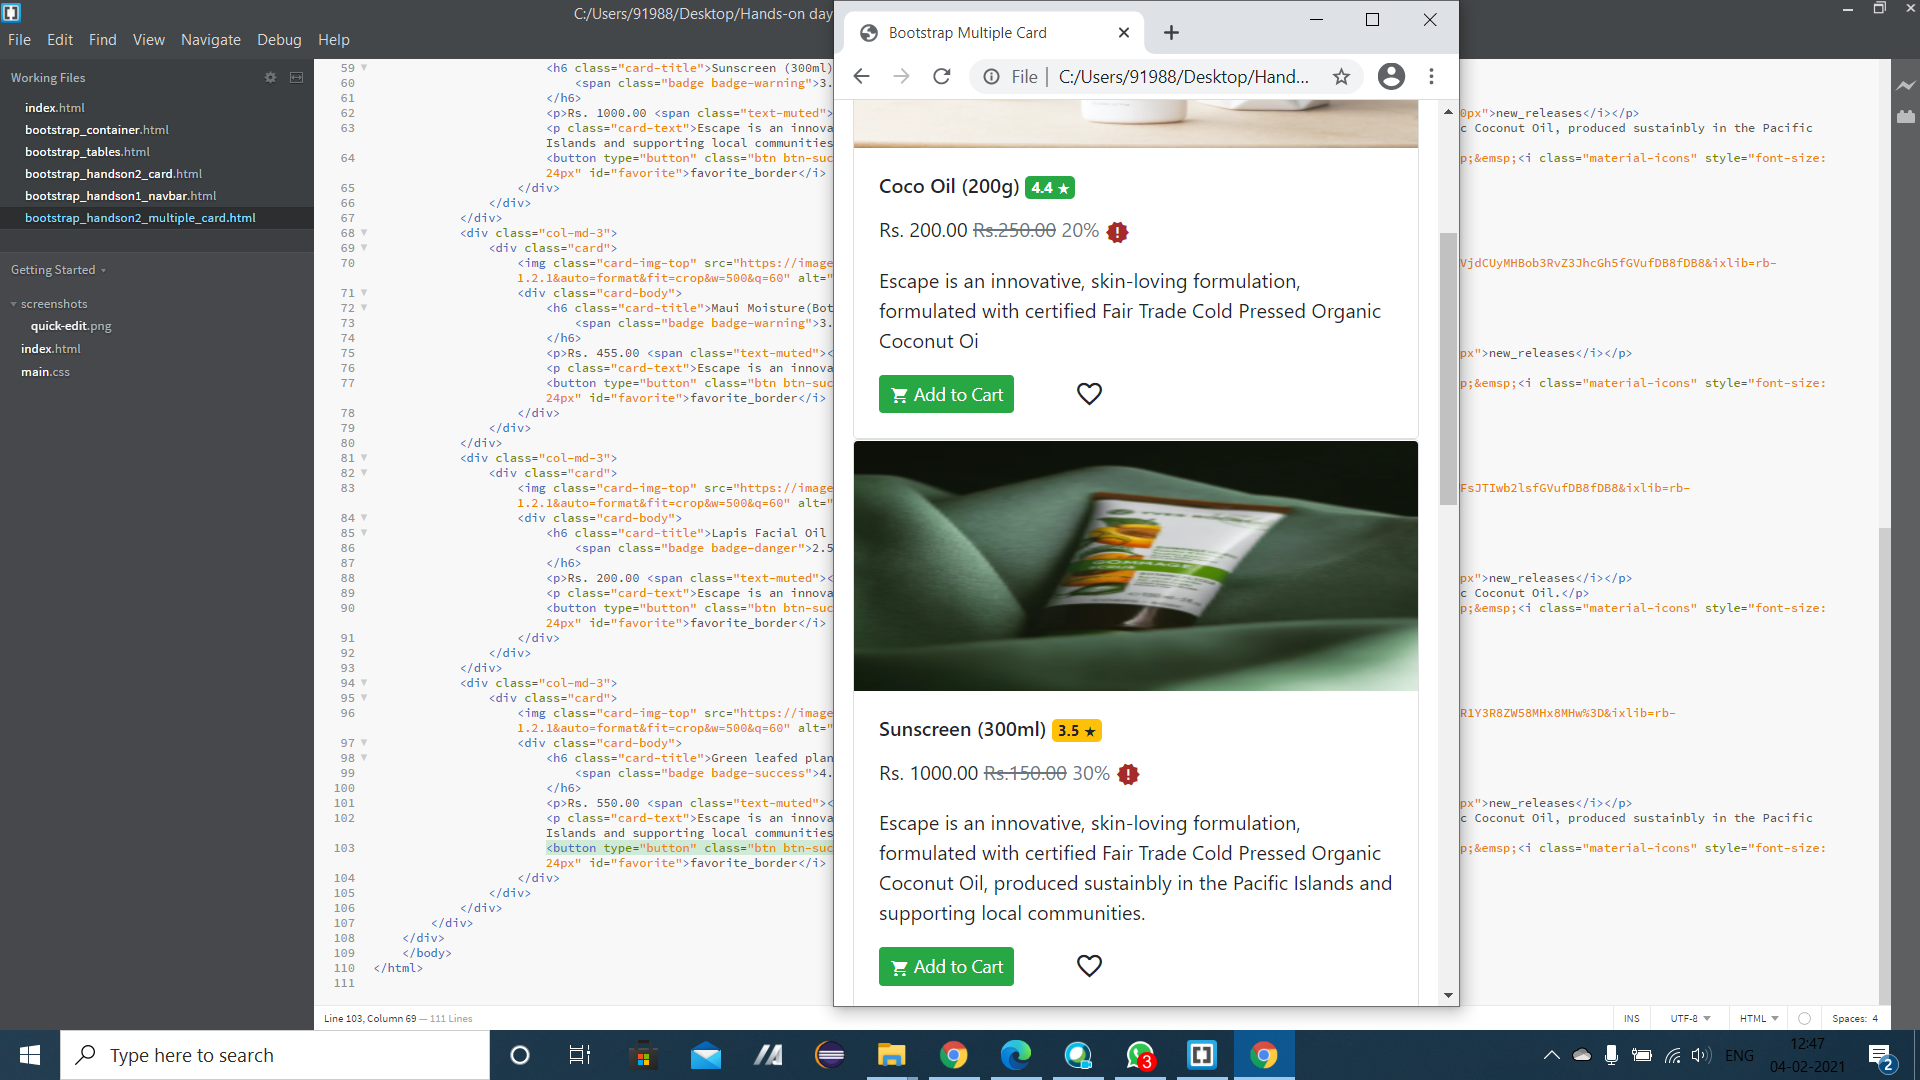 C:/Users/91988/Desktop/Hands-on day
File Edit Find View Navigate Debug Help
Working Files
index.html
bootstrap_container.html
bootstrap_tables.html
bootstrap_handson2_card.html
bootstrap_handson1_navbar.html
bootstrap_handson2_multiple_card.html
Getting Started
screenshots
quick-edit.png
index.html
main.css
59 <h6 class="card-title">Sunscreen (300ml)
60 <span class="badge badge-warning">3.
61 </h6>
62 <p>Rs. 1000.00 <span class="text-muted">
63 <p class="card-text">Escape is an innova
Islands and supporting local communities
64 <button type="button" class="btn btn-suc
24px" id="favorite">favorite_border</i>
65 </div>
66 </div>
67 </div>
68 <div class="col-md-3">
69 <div class="card">
70 <img class="card-img-top" src="https://image
1.2.1&auto=format&fit=crop&w=500&q=60" alt="
71 <div class="card-body">
72 <h6 class="card-title">Maui Moisture(Bot
73 <span class="badge badge-warning">3.
74 </h6>
75 <p>Rs. 455.00 <span class="text-muted"><
76 <p class="card-text">Escape is an innova
77 <button type="button" class="btn btn-suc
24px" id="favorite">favorite_border</i>
78 </div>
79 </div>
80 </div>
81 <div class="col-md-3">
82 <div class="card">
83 <img class="card-img-top" src="https://image
1.2.1&auto=format&fit=crop&w=500&q=60" alt="
84 <div class="card-body">
85 <h6 class="card-title">Lapis Facial Oil
86 <span class="badge badge-danger">2.5
87 </h6>
88 <p>Rs. 200.00 <span class="text-muted"><
89 <p class="card-text">Escape is an innova
90 <button type="button" class="btn btn-suc
24px" id="favorite">favorite_border</i>
91 </div>
92 </div>
93 </div>
94 <div class="col-md-3">
95 <div class="card">
96 <img class="card-img-top" src="https://image
1.2.1&auto=format&fit=crop&w=500&q=60" alt="
97 <div class="card-body">
98 <h6 class="card-title">Green leafed plan
99 <span class="badge badge-success">4.
100 </h6>
101 <p>Rs. 550.00 <span class="text-muted"><
102 <p class="card-text">Escape is an innova
Islands and supporting local communities
103 <button type="button" class="btn btn-suc
24px" id="favorite">favorite_border</i>
104 </div>
105 </div>
106 </div>
107 </div>
108 </div>
109 </body>
110 </html>
111
Line 103, Column 69 — 111 Lines
Bootstrap Multiple Card
File | C:/Users/91988/Desktop/Hand...
Coco Oil (200g) 4.4 ★
Rs. 200.00 Rs.250.00 20%
Escape is an innovative, skin-loving formulation,
formulated with certified Fair Trade Cold Pressed Organic
Coconut Oi
Add to Cart
GOMMAGE
Sunscreen (300ml) 3.5 ★
Rs. 1000.00 Rs.150.00 30%
Escape is an innovative, skin-loving formulation,
formulated with certified Fair Trade Cold Pressed Organic
Coconut Oil, produced sustainbly in the Pacific Islands and
supporting local communities.
Add to Cart
0px">new_releases</i></p>
c Coconut Oil, produced sustainbly in the Pacific
p;&emsp;<i class="material-icons" style="font-size:
VjdCUyMHBob3RvZ3JhcGh5fGVufDB8fDB8&ixlib=rb-
px">new_releases</i></p>
p;&emsp;<i class="material-icons" style="font-size:
FsJTIwb2lsfGVufDB8fDB8&ixlib=rb-
px">new_releases</i></p>
c Coconut Oil.</p>
p;&emsp;<i class="material-icons" style="font-size:
R1Y3R8ZW58MHx8MHw%3D&ixlib=rb-
px">new_releases</i></p>
c Coconut Oil, produced sustainbly in the Pacific
p;&emsp;<i class="material-icons" style="font-size:
INS UTF-8 HTML Spaces: 4
Type here to search
3
ENG
12:47
04-02-2021
2